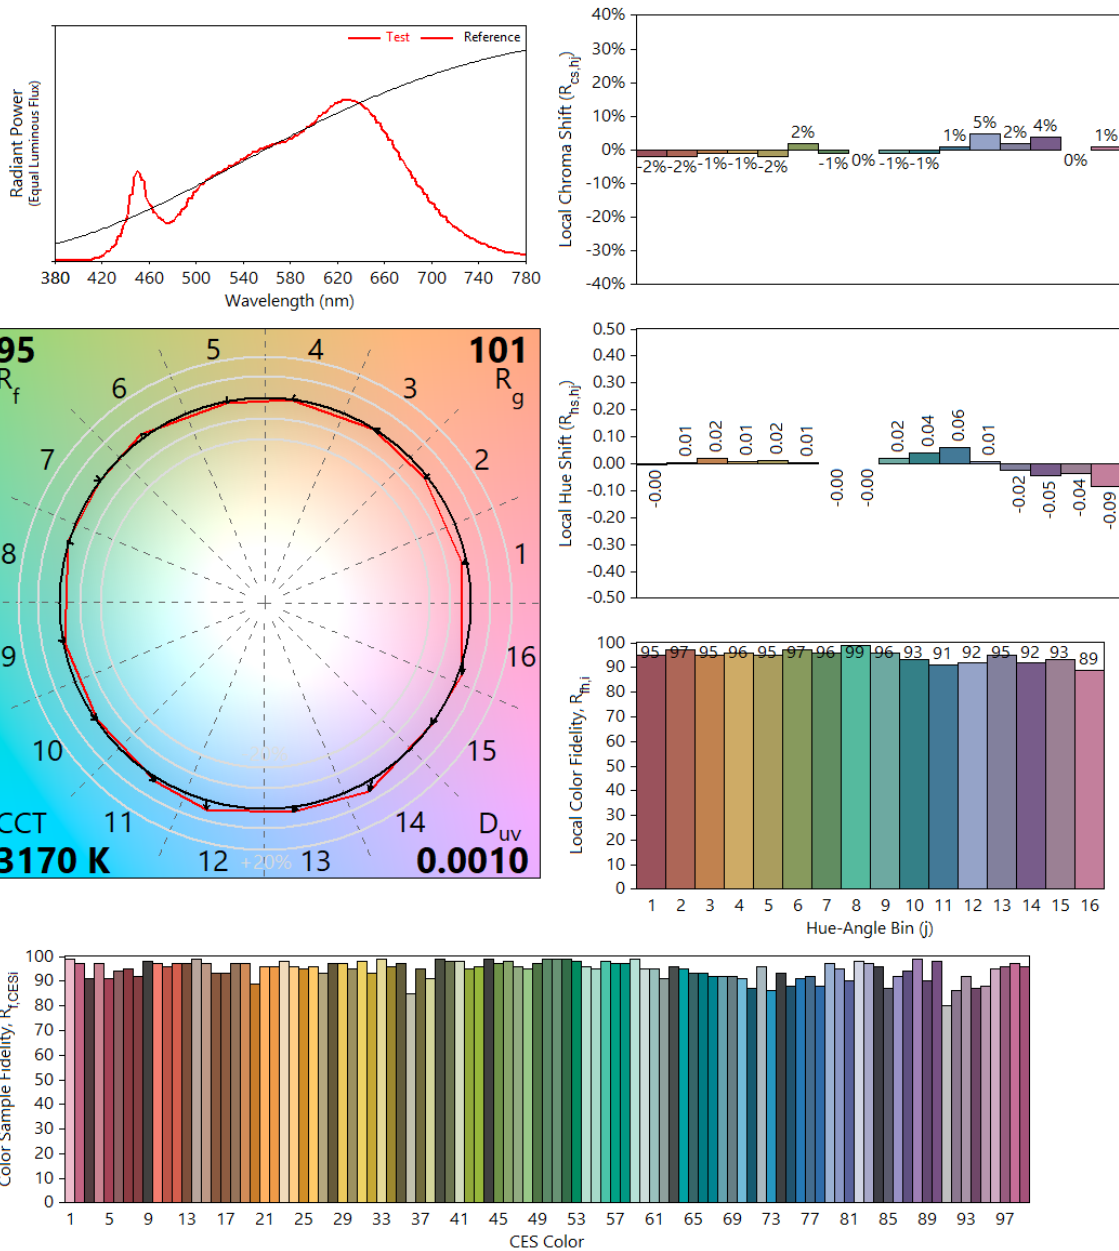 Test Reference
Radiant Power
(Equal Luminous Flux)
380 420 460 500 540 580 620 660 700 740 780
Wavelength (nm)
40%
30%
20%
10%
0%
-10%
-20%
-30%
-40%
Local Chroma Shift (Rcs,hj)
-2% -2% -1% -1% -2% 2% -1% 0% -1% -1% 1% 5% 2% 4% 0% 1%
95
Rf
101
Rg
1
2
3
4
5
6
7
8
9
10
11
12
13
14
15
16
+20%
CCT
3170 K
Duv
0.0010
0.50
0.40
0.30
0.20
0.10
0.00
-0.10
-0.20
-0.30
-0.40
-0.50
Local Hue Shift (Rhs,hj)
-0.00 0.01 0.02 0.01 0.02 0.01 -0.00 -0.00 0.02 0.04 0.06 0.01 -0.02 -0.05 -0.04 -0.09
100
90
80
70
60
50
40
30
20
10
0
Local Color Fidelity, Rfh,i
95 97 95 96 95 97 96 99 96 93 91 92 95 92 93 89
1 2 3 4 5 6 7 8 9 10 11 12 13 14 15 16
Hue-Angle Bin (j)
100
90
80
70
60
50
40
30
20
10
0
Color Sample Fidelity, Rf,CESi
1 5 9 13 17 21 25 29 33 37 41 45 49 53 57 61 65 69 73 77 81 85 89 93 97
CES Color